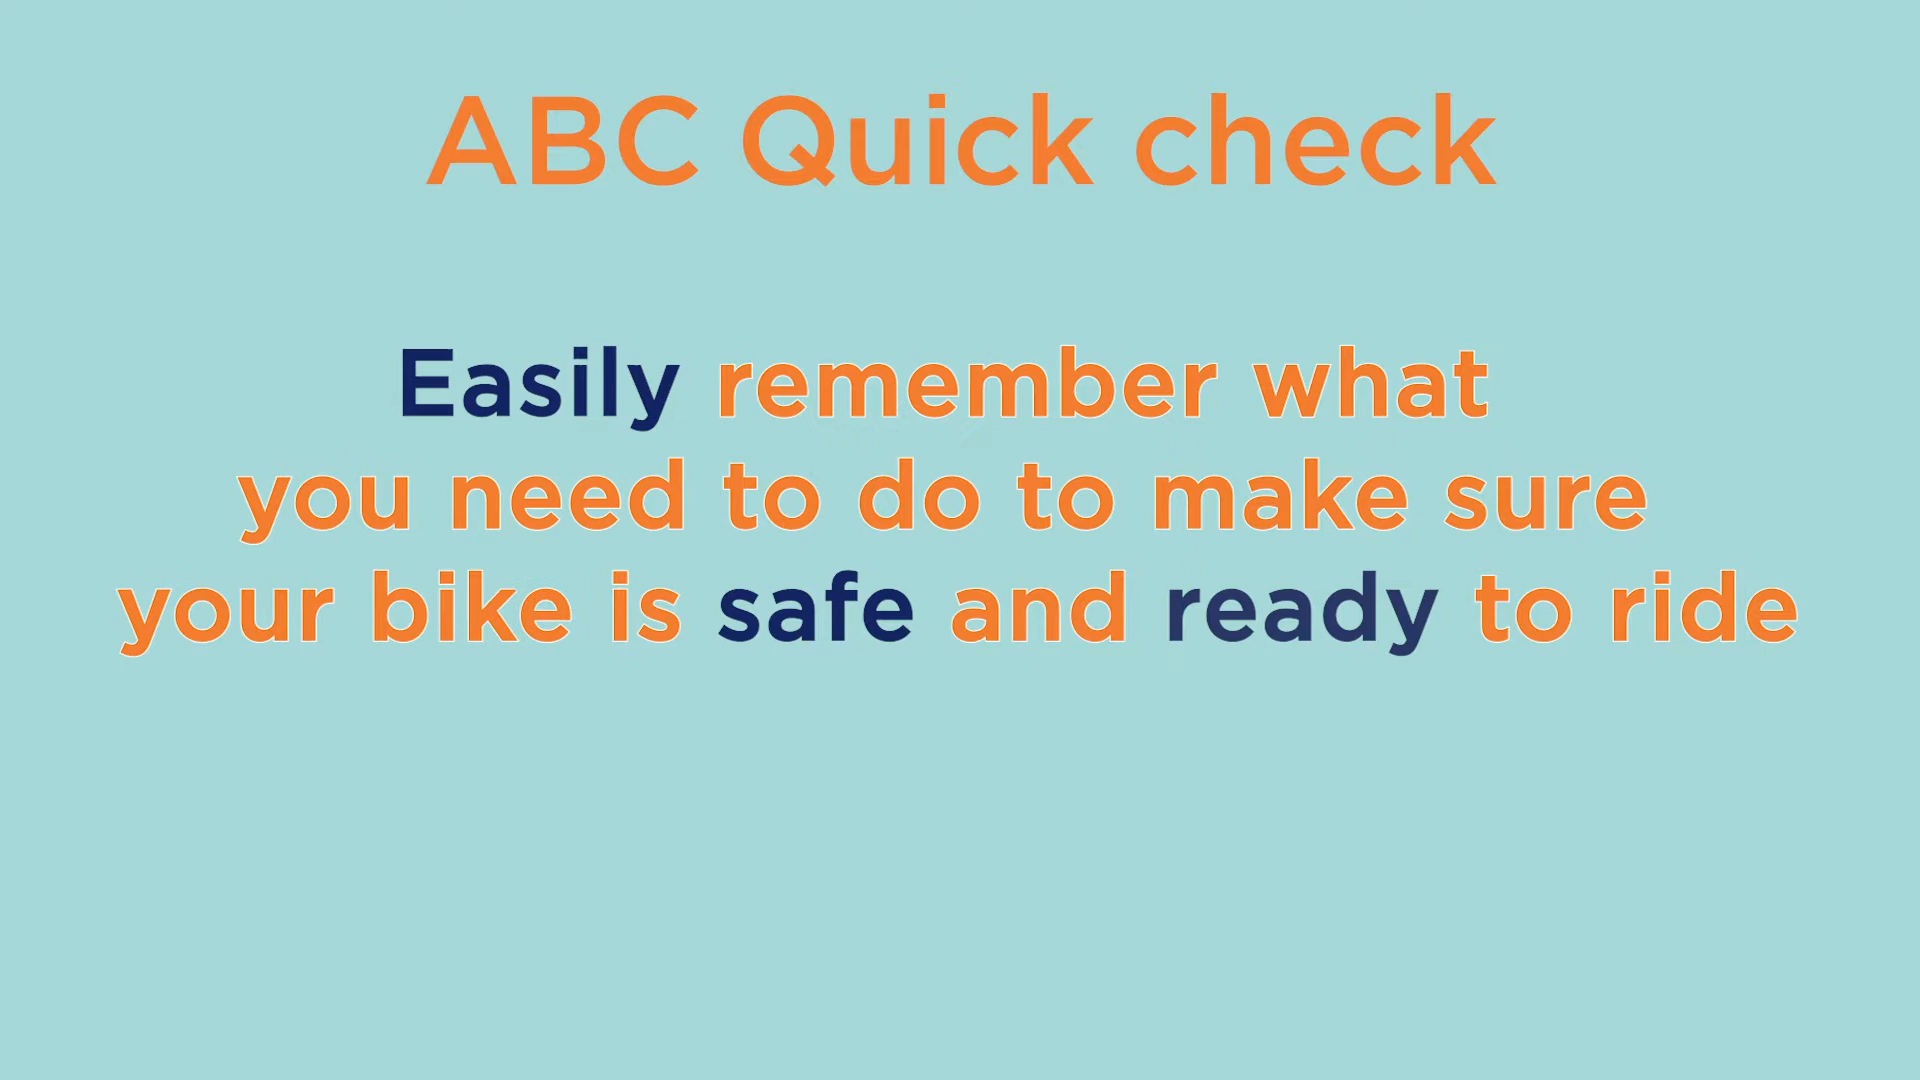 ABC Quick check
Easily remember what
you need to do to make sure
your bike is safe and ready to ride